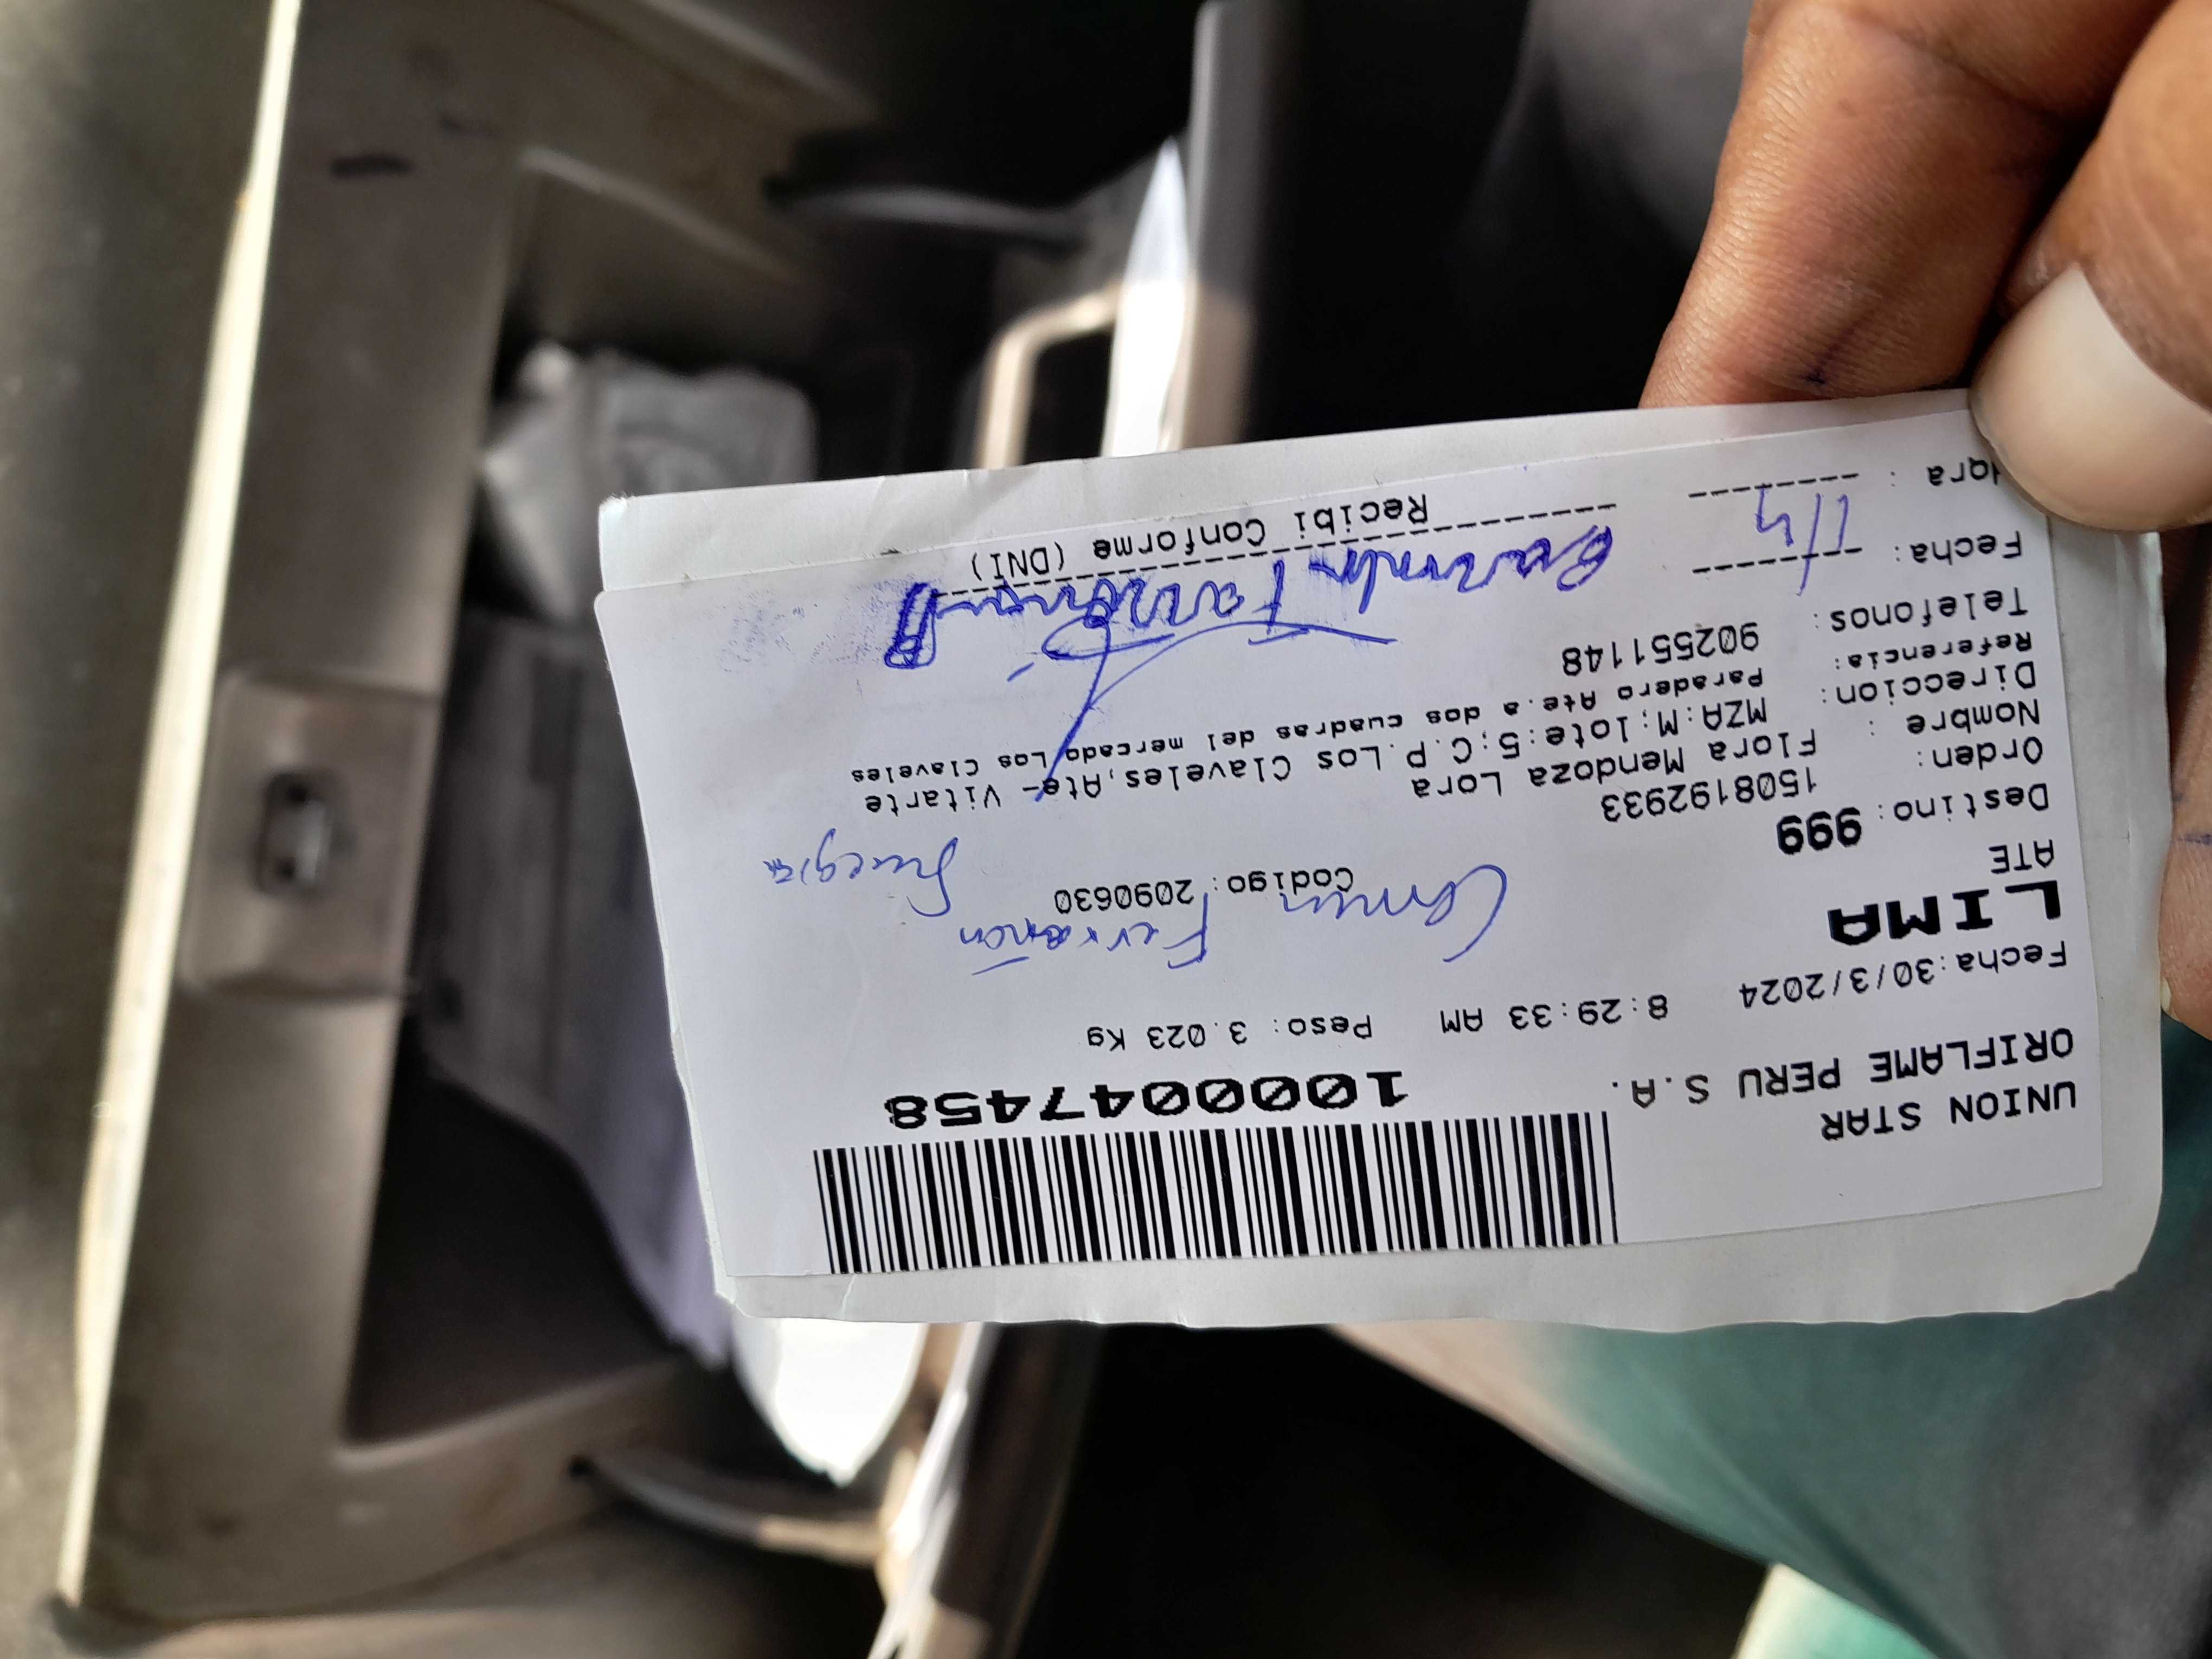 UNION STAR
ORIFLAME PERU S.A.
1000047458
Fecha:30/3/2024 8:29:33 AM Peso: 3.023 Kg
LIMA
ATE
Codigo: 2090630
Destino: 999
Orden: 1508192933
Nombre : Flora Mendoza Lora
Direccion: MZA:M;lote:5;C.P.Los Claveles,Ate- Vitarte
Referencia: Paradero Ate.a dos cuadras del mercado Los Claveles
Telefonos: 902551148
Fecha: 1/4
Recibi Conforme (DNI)